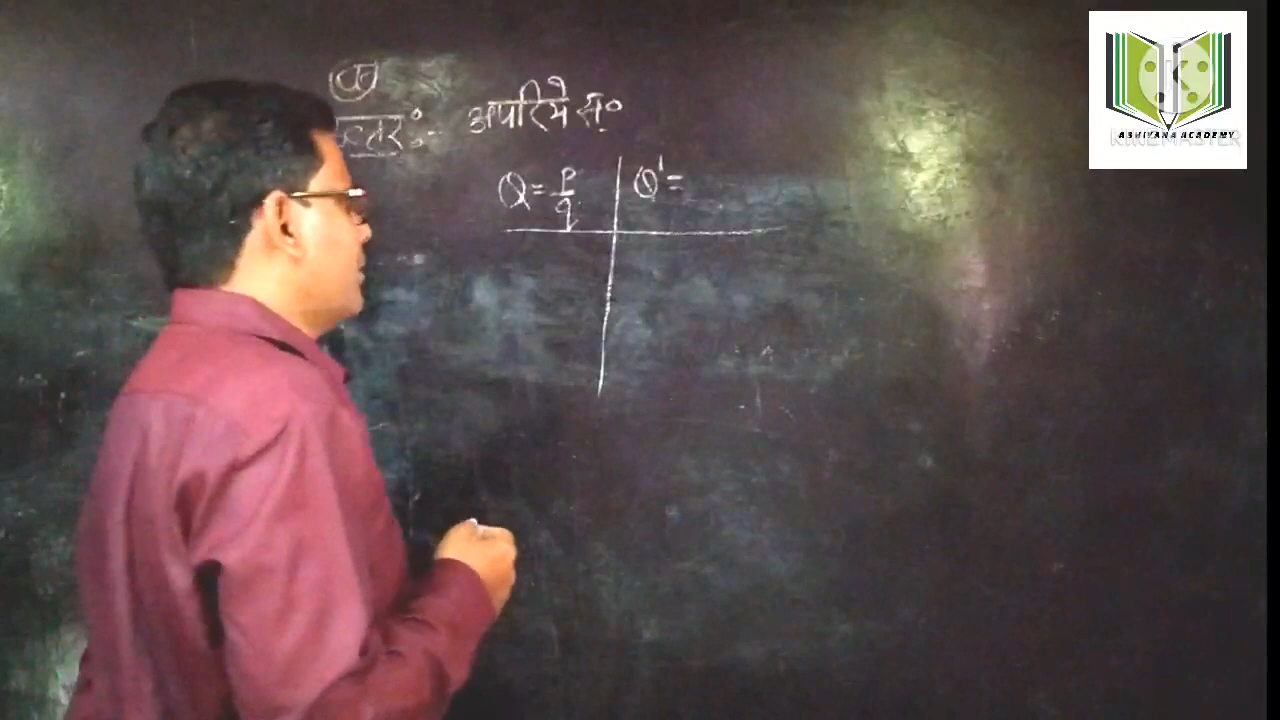 उत्तर :- अपरिमे सं०
Q = p/q | Q' =
ASHIYANA ACADEMY
KINEMASTER